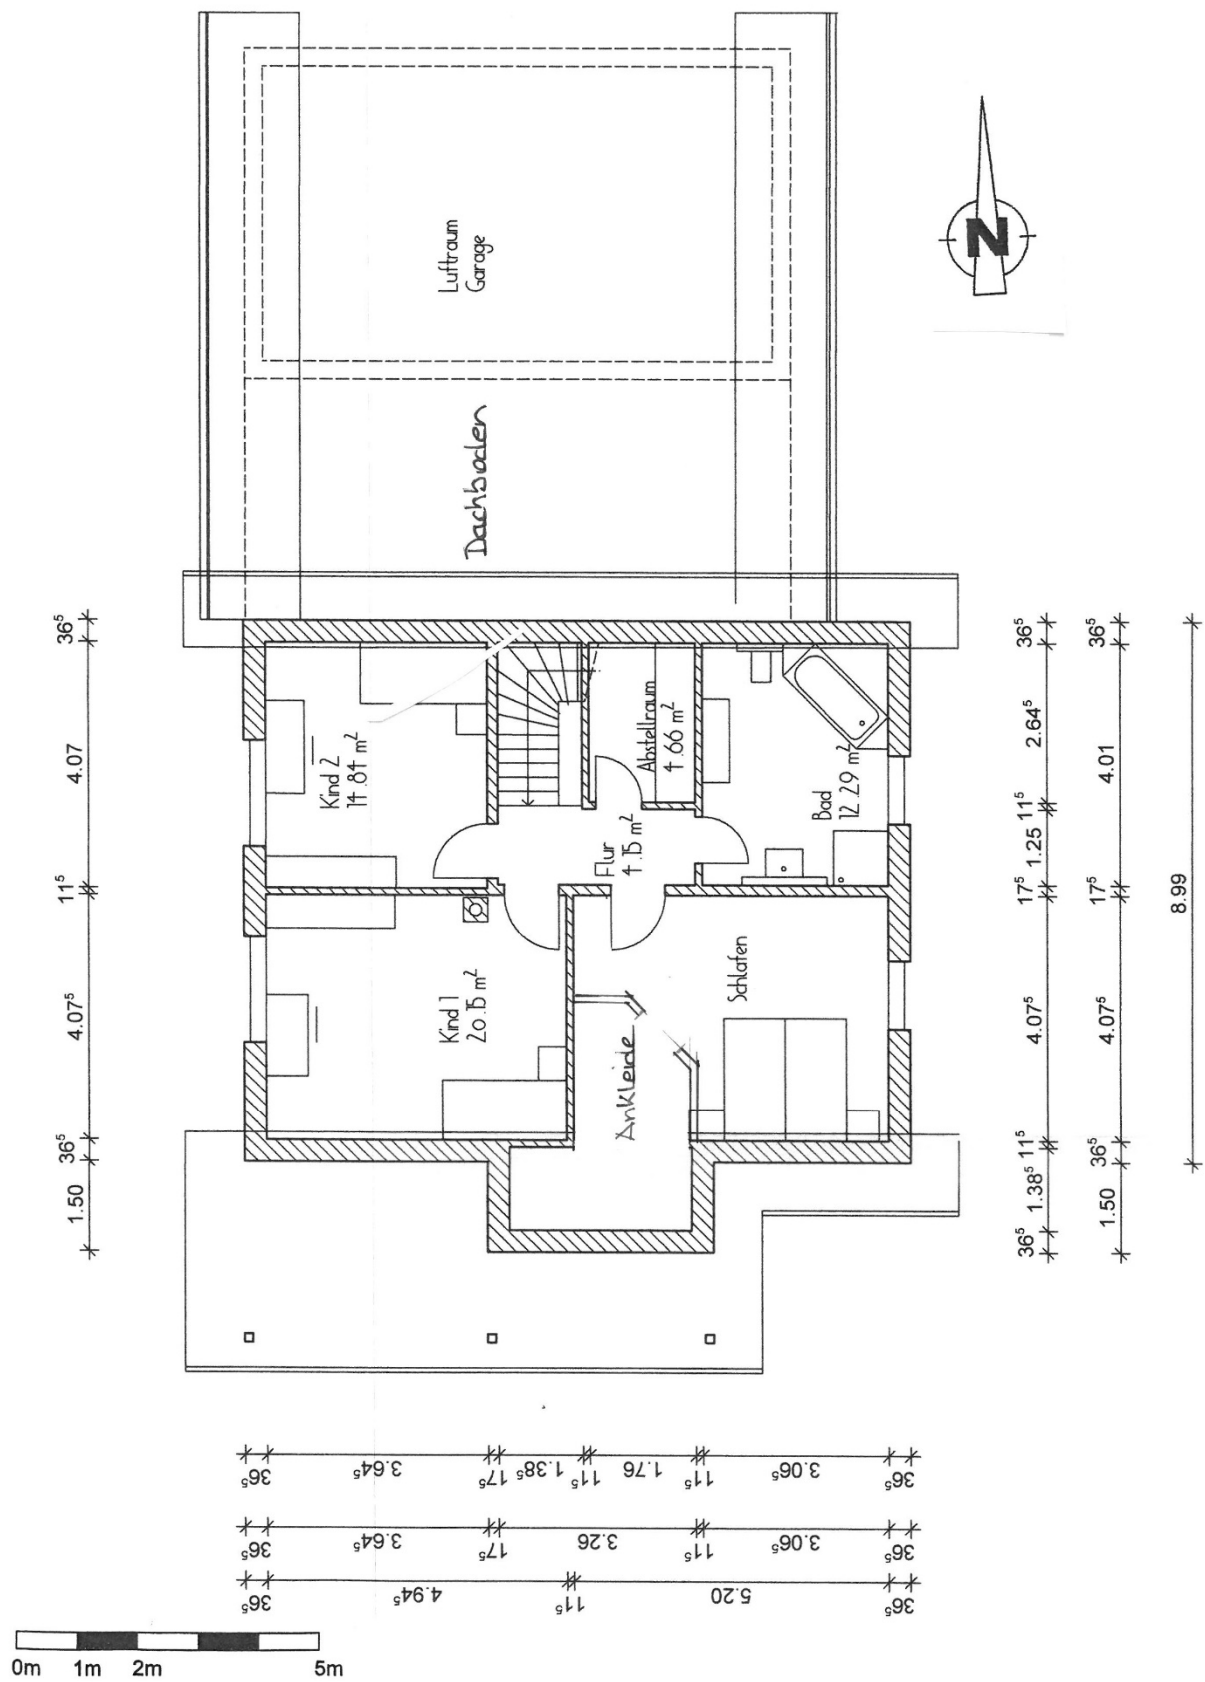 Luftraum
Garage
N
Dachboden
Kind 2
14.84 m²
Abstellraum
4.66 m²
Bad
12.29 m²
Flur
4.15 m²
Kind 1
20.15 m²
Ankleide
Schlafen
36⁵
4.07
11⁵
4.07⁵
36⁵
1.50
36⁵
2.64⁵
11⁵
1.25
17⁵
4.07⁵
11⁵
1.38⁵
36⁵
36⁵
4.01
17⁵
4.07⁵
36⁵
1.50
8.99
36⁵ 3.64⁵ 17⁵ 1.38⁵ 11⁵ 1.76 11⁵ 3.06⁵ 36⁵
36⁵ 3.64⁵ 17⁵ 3.26 11⁵ 3.06⁵ 36⁵
36⁵ 4.94⁵ 11⁵ 5.20 36⁵
0m 1m 2m 5m